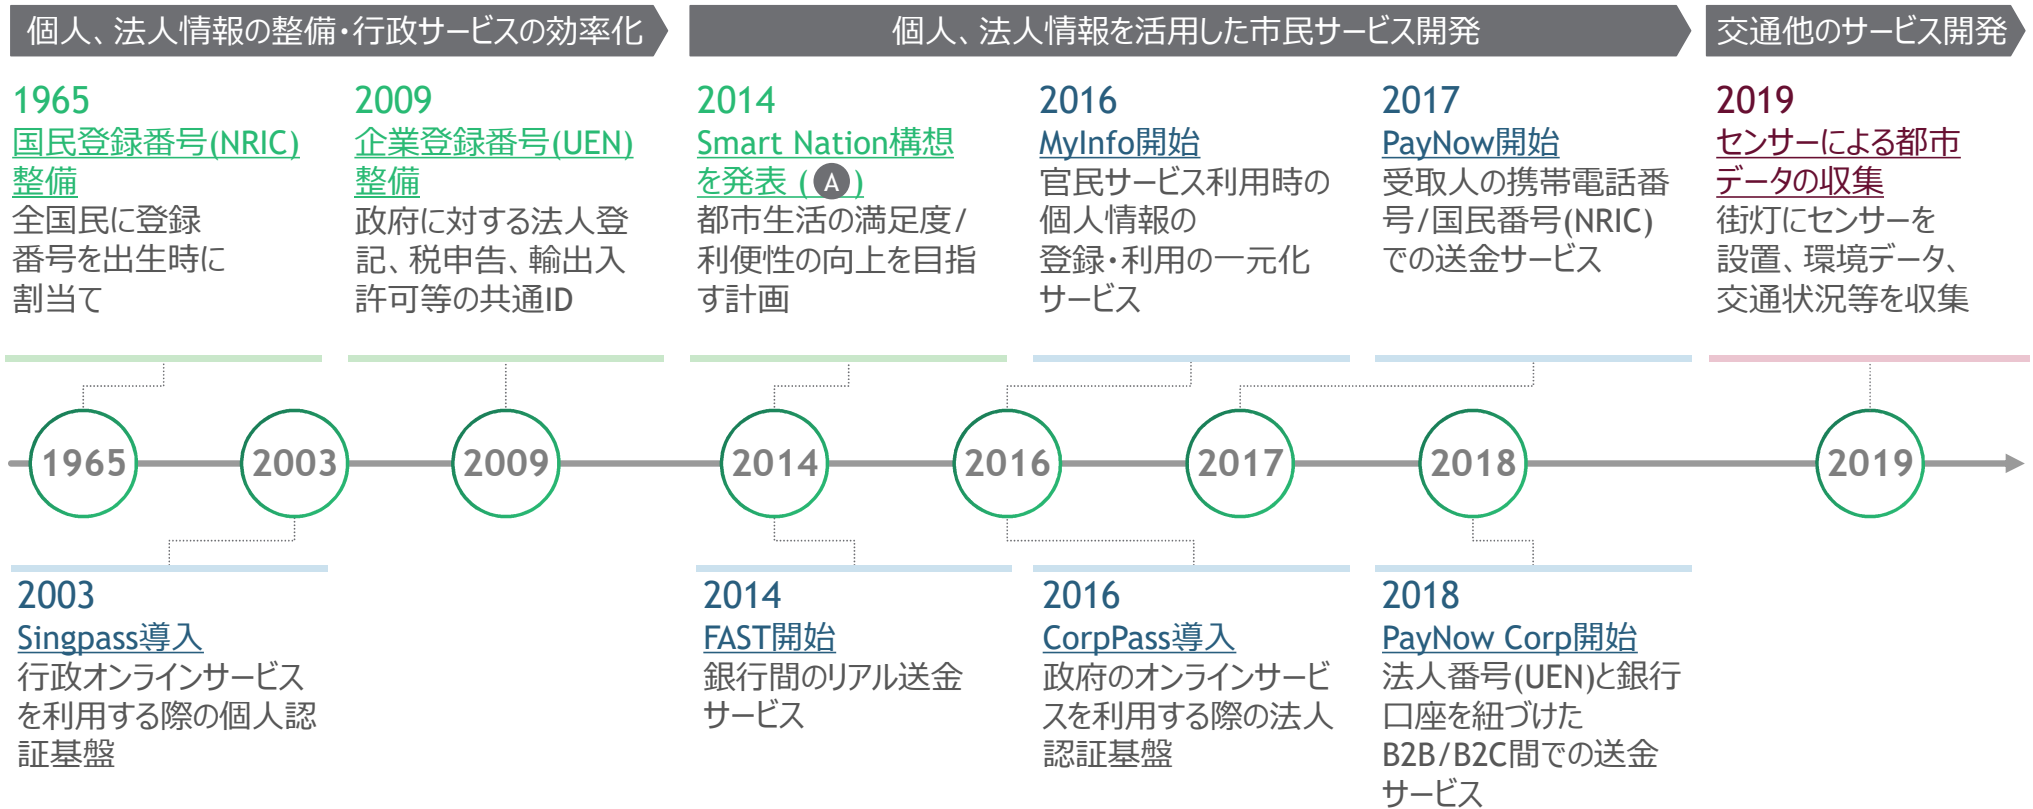 個人、法人情報の整備・行政サービスの効率化
個人、法人情報を活用した市民サービス開発
交通他のサービス開発
1965
国民登録番号(NRIC)
整備
全国民に登録
番号を出生時に
割当て
2009
企業登録番号(UEN)
整備
政府に対する法人登
記、税申告、輸出入
許可等の共通ID
2014
Smart Nation構想
を発表 (A)
都市生活の満足度/
利便性の向上を目指
す計画
2016
MyInfo開始
官民サービス利用時の
個人情報の
登録・利用の一元化
サービス
2017
PayNow開始
受取人の携帯電話番
号/国民番号(NRIC)
での送金サービス
2019
センサーによる都市
データの収集
街灯にセンサーを
設置、環境データ、
交通状況等を収集
1965
2003
2009
2014
2016
2017
2018
2019
2003
Singpass導入
行政オンラインサービス
を利用する際の個人認
証基盤
2014
FAST開始
銀行間のリアル送金
サービス
2016
CorpPass導入
政府のオンラインサービ
スを利用する際の法人
認証基盤
2018
PayNow Corp開始
法人番号(UEN)と銀行
口座を紐づけた
B2B/B2C間での送金
サービス